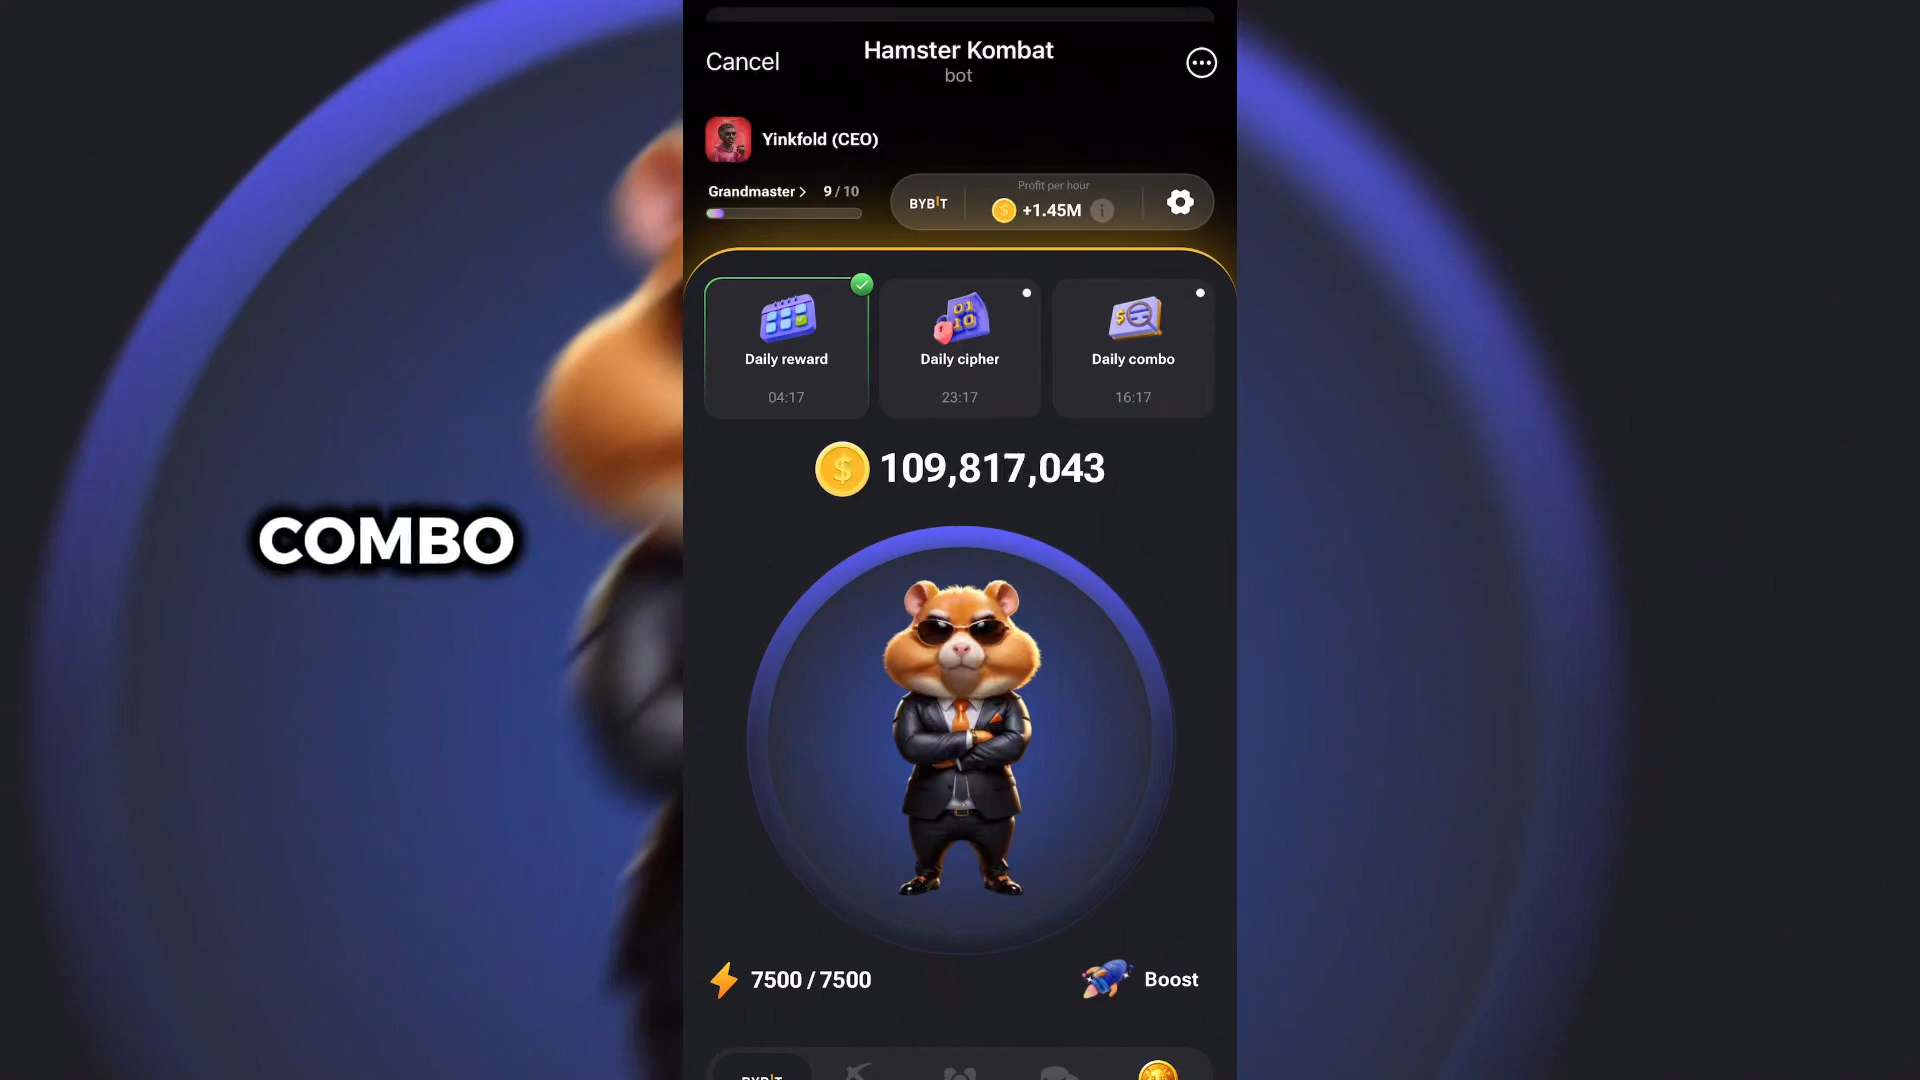 Cancel
Hamster Kombat
bot
Yinkfold (CEO)
Grandmaster > 9 / 10
BYBIT
Profit per hour
+1.45M
Daily reward
04:17
Daily cipher
23:17
Daily combo
16:17
109,817,043
COMBO
7500 / 7500
Boost